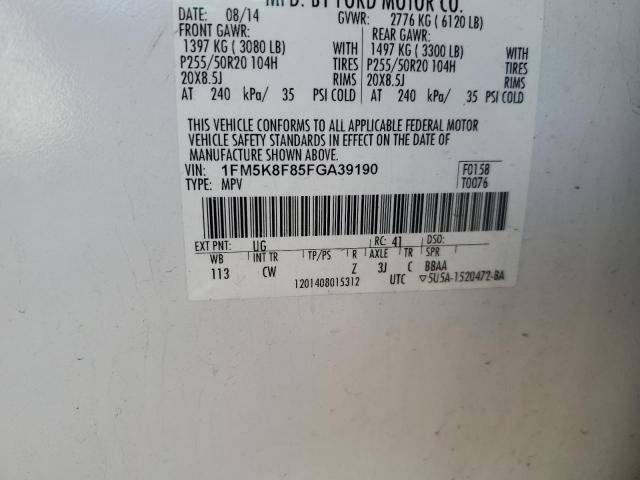 MFD. BY FORD MOTOR CO.
DATE: 08/14 GVWR: 2776 KG ( 6120 LB)
FRONT GAWR: REAR GAWR:
1397 KG ( 3080 LB) WITH 1497 KG ( 3300 LB) WITH
P255/50R20 104H TIRES P255/50R20 104H TIRES
20X8.5J RIMS 20X8.5J RIMS
AT 240 kPa/ 35 PSI COLD AT 240 kPa/ 35 PSI COLD
THIS VEHICLE CONFORMS TO ALL APPLICABLE FEDERAL MOTOR
VEHICLE SAFETY STANDARDS IN EFFECT ON THE DATE OF
MANUFACTURE SHOWN ABOVE.
VIN: 1FM5K8F85FGA39190 F0158
TYPE: MPV T0076
EXT PNT: UG RC: 41 DSO:
WB INT TR TP/PS R AXLE TR SPR
113 CW Z 3J C BBAA
1201408015312 UTC ▽5U5A-1520472-BA